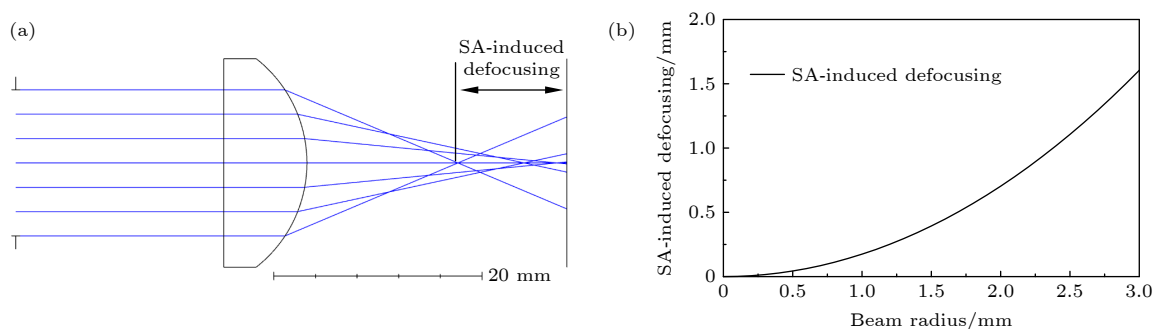 (a)
SA-induced
defocusing
20 mm
(b)
SA-induced defocusing/mm
2.0
1.5
1.0
0.5
0
SA-induced defocusing
0 0.5 1.0 1.5 2.0 2.5 3.0
Beam radius/mm